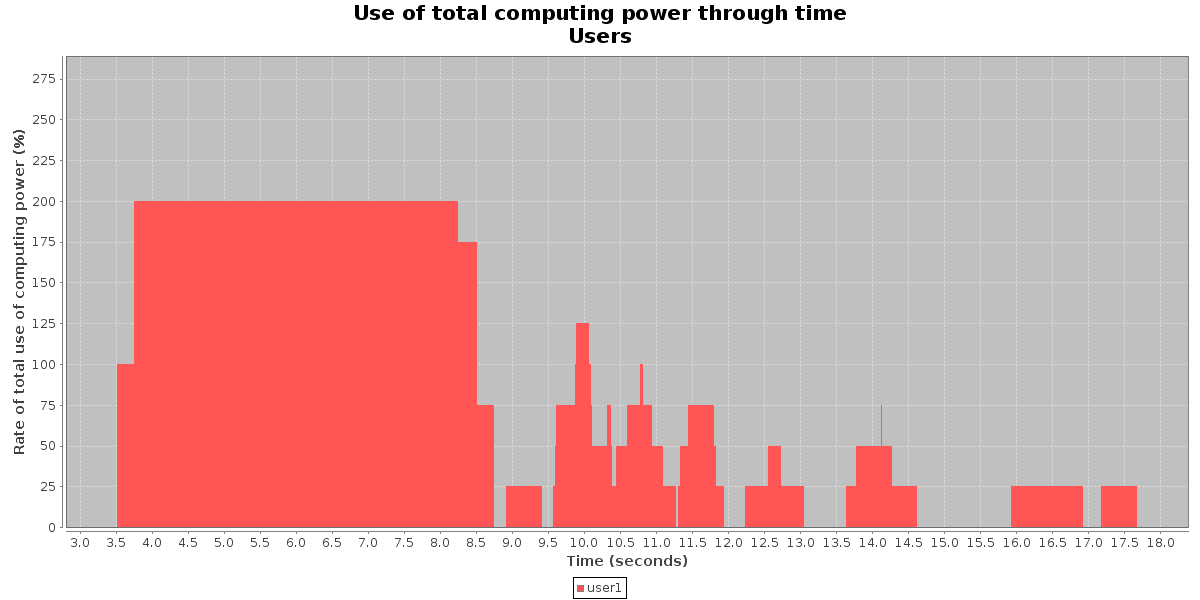 Use of total computing power through time
Users
Rate of total use of computing power (%)
275
250
225
200
175
150
125
100
75
50
25
0
3.0 3.5 4.0 4.5 5.0 5.5 6.0 6.5 7.0 7.5 8.0 8.5 9.0 9.5 10.0 10.5 11.0 11.5 12.0 12.5 13.0 13.5 14.0 14.5 15.0 15.5 16.0 16.5 17.0 17.5 18.0
Time (seconds)
user1